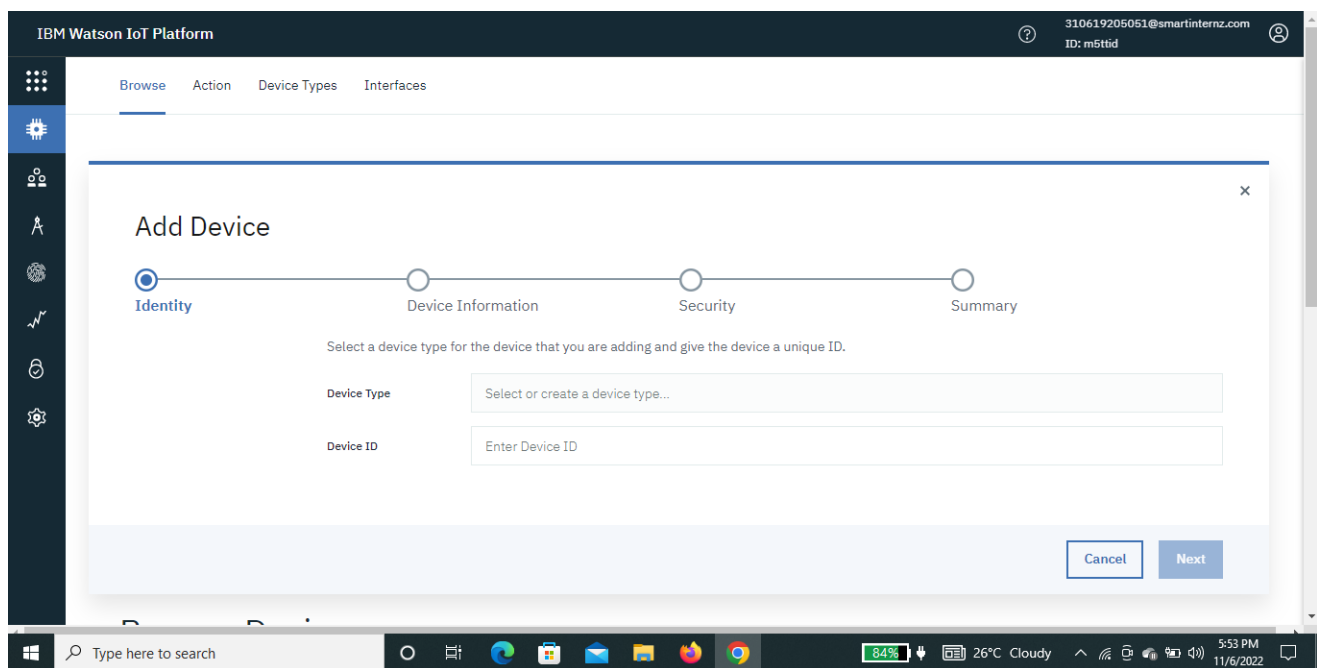 IBM Watson IoT Platform
310619205051@smartinternz.com
ID: m5ttid
Browse Action Device Types Interfaces
Add Device
Identity Device Information Security Summary
Select a device type for the device that you are adding and give the device a unique ID.
Device Type Select or create a device type...
Device ID Enter Device ID
Cancel Next
Type here to search
84% 26°C Cloudy
5:53 PM
11/6/2022